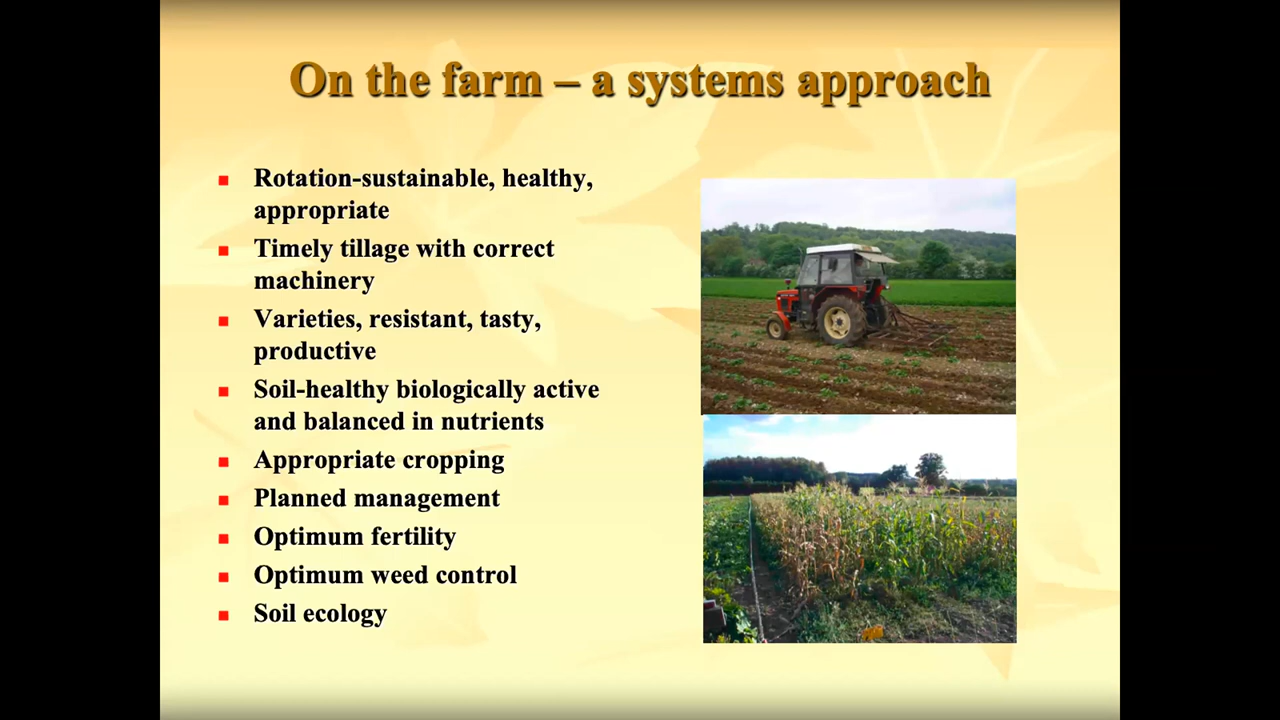 On the farm – a systems approach
Rotation-sustainable, healthy,
appropriate
Timely tillage with correct
machinery
Varieties, resistant, tasty,
productive
Soil-healthy biologically active
and balanced in nutrients
Appropriate cropping
Planned management
Optimum fertility
Optimum weed control
Soil ecology